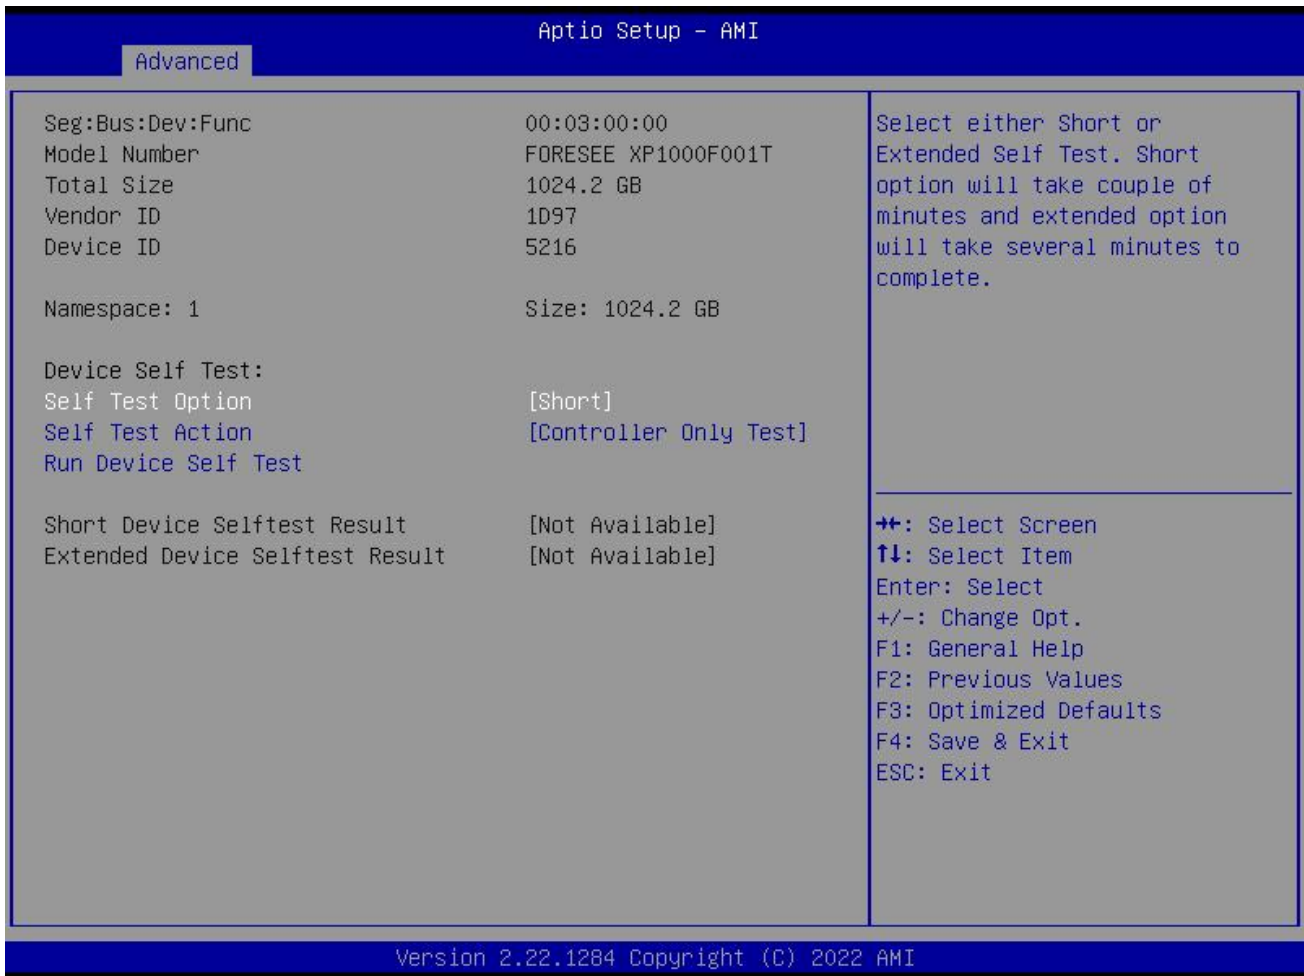 Aptio Setup – AMI
Advanced
Seg:Bus:Dev:Func 00:03:00:00
Model Number FORESEE XP1000F001T
Total Size 1024.2 GB
Vendor ID 1D97
Device ID 5216
Namespace: 1 Size: 1024.2 GB
Device Self Test:
Self Test Option [Short]
Self Test Action [Controller Only Test]
Run Device Self Test
Short Device Selftest Result [Not Available]
Extended Device Selftest Result [Not Available]
Select either Short or
Extended Self Test. Short
option will take couple of
minutes and extended option
will take several minutes to
complete.
→←: Select Screen
↑↓: Select Item
Enter: Select
+/-: Change Opt.
F1: General Help
F2: Previous Values
F3: Optimized Defaults
F4: Save & Exit
ESC: Exit
Version 2.22.1284 Copyright (C) 2022 AMI